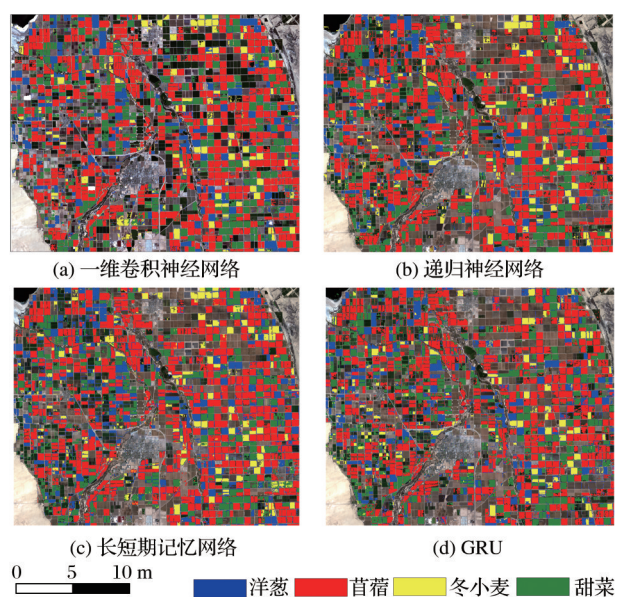 (a) 一维卷积神经网络
(b) 递归神经网络
(c) 长短期记忆网络
(d) GRU
0 5 10 m
洋葱 苜蓿 冬小麦 甜菜